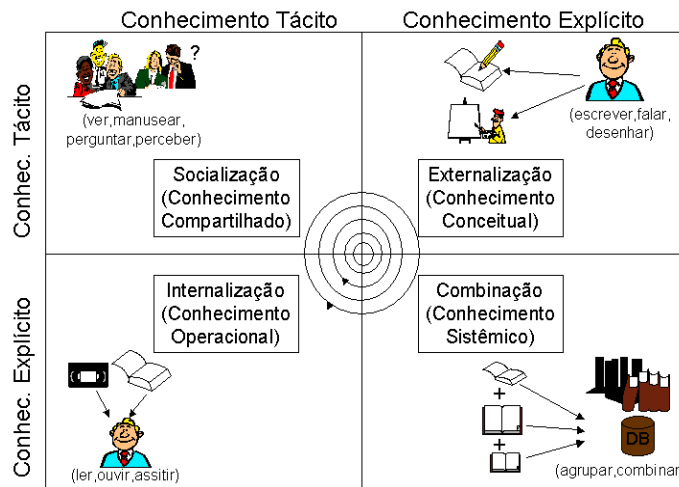 Conhecimento Tácito
Conhecimento Explícito
Conhec. Tácito
?
(ver,manusear,
perguntar,perceber)
(escrever,falar,
desenhar)
Socialização
(Conhecimento
Compartilhado)
Externalização
(Conhecimento
Conceitual)
Conhec. Explícito
Internalização
(Conhecimento
Operacional)
Combinação
(Conhecimento
Sistêmico)
+
+
DB
(ler,ouvir,assitir)
(agrupar,combinar